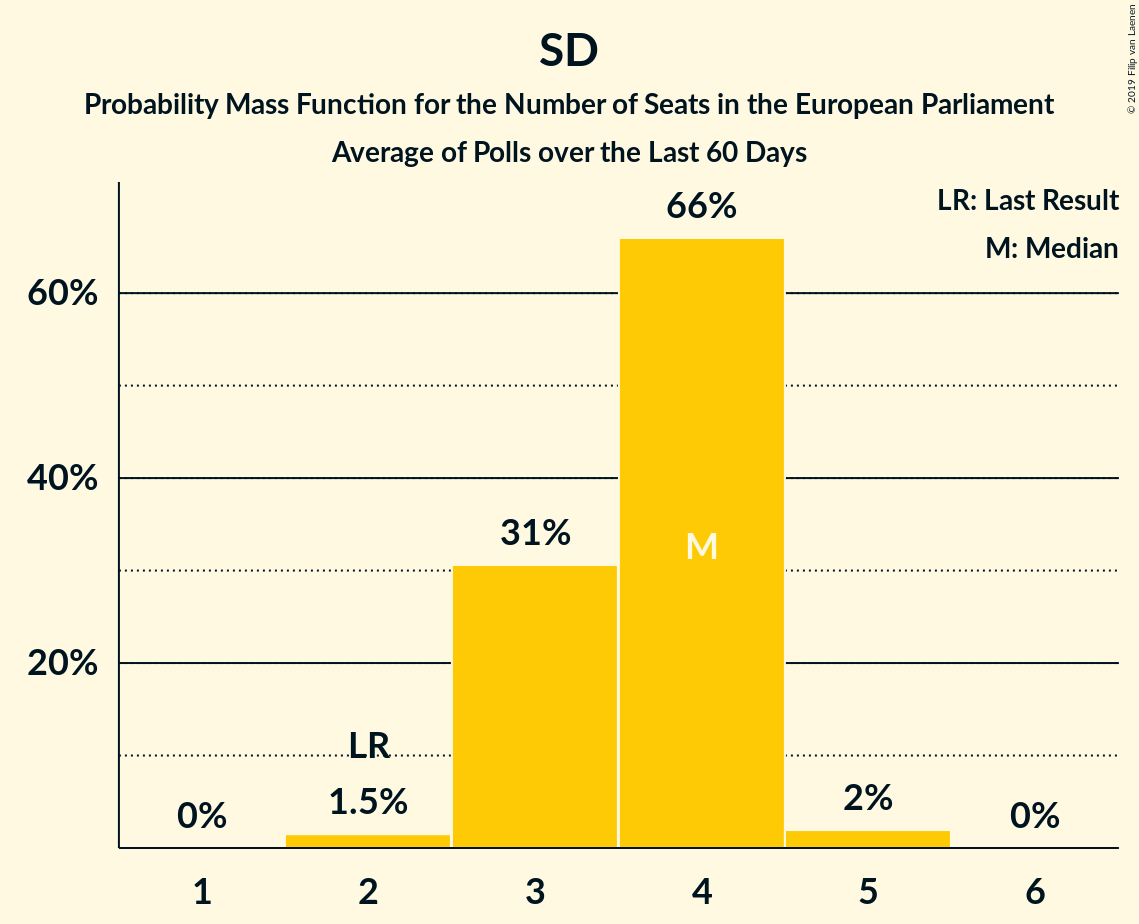 SD
Probability Mass Function for the Number of Seats in the European Parliament
Average of Polls over the Last 60 Days
© 2019 Filip van Laenen
LR: Last Result
M: Median
66%
60%
40%
31%
M
20%
LR
0%
1.5%
2%
0%
1 2 3 4 5 6